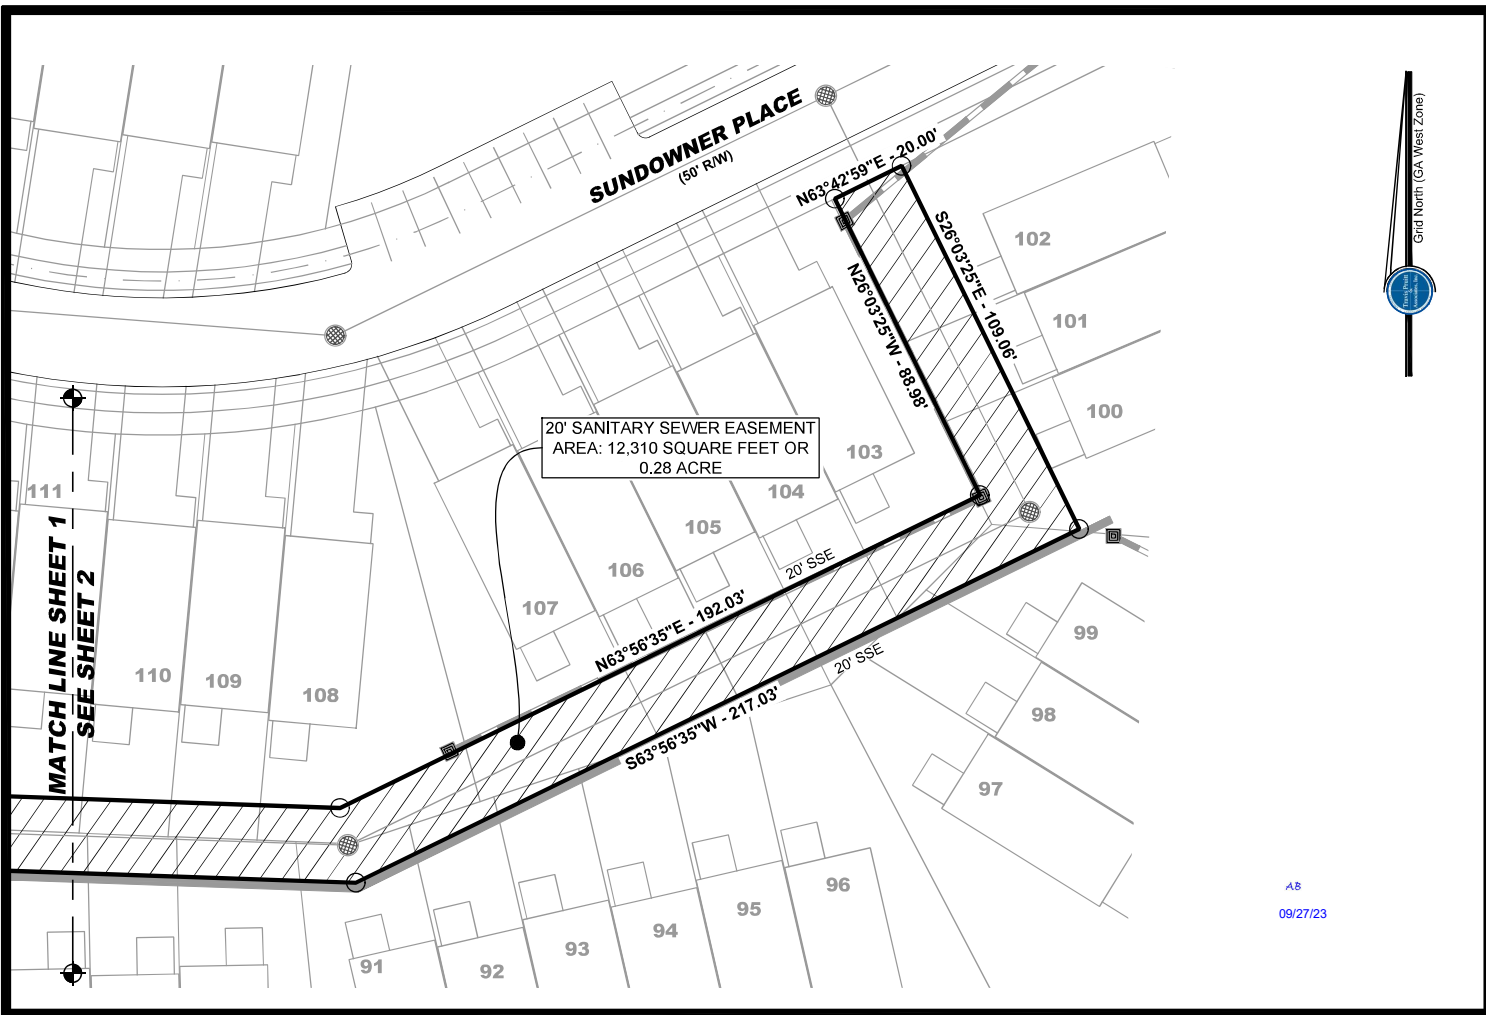 SUNDOWNER PLACE
(50' R/W)
N63°42'59"E - 20.00'
S26°03'25"E - 109.06'
N26°03'25"W - 88.98'
Grid North (GA West Zone)
102
101
100
20' SANITARY SEWER EASEMENT
AREA: 12,310 SQUARE FEET OR
0.28 ACRE
103
104
105
106
107
111
110
109
108
MATCH LINE SHEET 1
SEE SHEET 2
20' SSE
N63°56'35"E - 192.03'
20' SSE
S63°56'35"W - 217.03'
99
98
97
96
95
94
93
92
91
AB
09/27/23